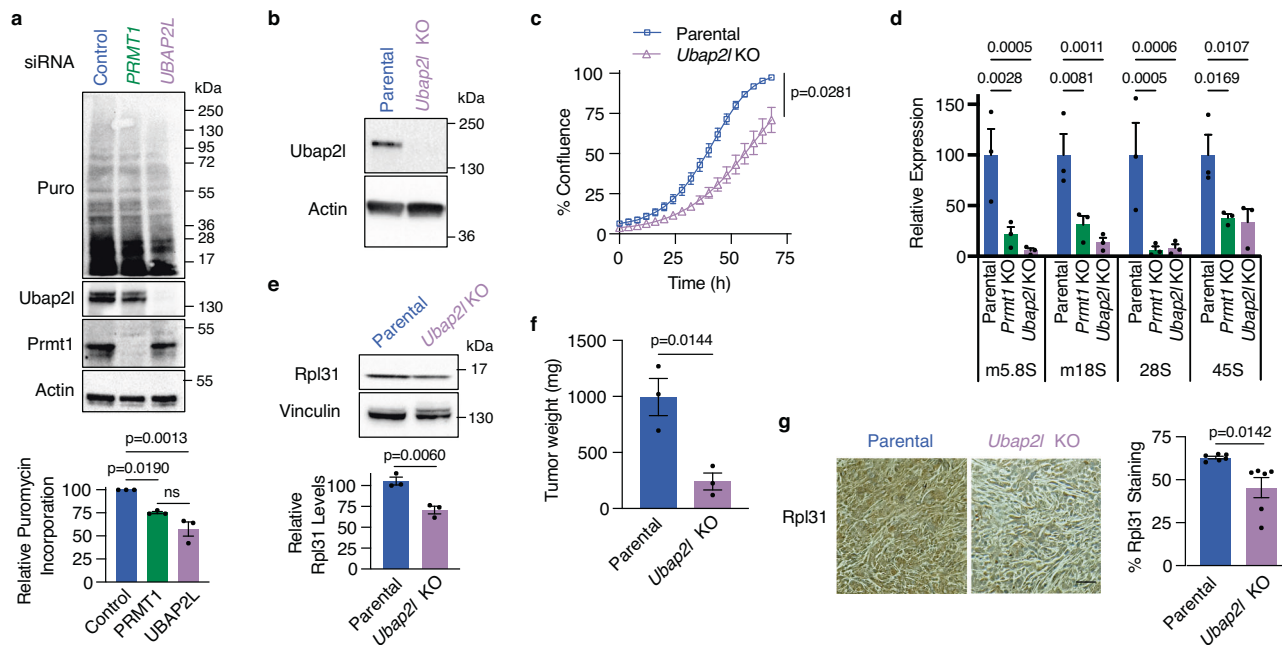 a
siRNA
Control
PRMT1
UBAP2L
kDa
250
130
95
72
55
36
28
17
Puro
Ubap2l
130
Prmt1
55
Actin
55
p=0.0013
p=0.0190
ns
100
75
50
25
0
Relative Puromycin
Incorporation
Control
PRMT1
UBAP2L
b
Parental
Ubap2l KO
kDa
250
Ubap2l
130
Actin
36
c
Parental
Ubap2l KO
100
75
50
25
0
% Confluence
p=0.0281
0 25 50 75
Time (h)
d
0.0005 0.0011 0.0006 0.0107
0.0028 0.0081 0.0005 0.0169
150
100
50
0
Relative Expression
Parental
Prmt1 KO
Ubap2l KO
Parental
Prmt1 KO
Ubap2l KO
Parental
Prmt1 KO
Ubap2l KO
Parental
Prmt1 KO
Ubap2l KO
m5.8S m18S 28S 45S
e
Parental
Ubap2l KO
kDa
Rpl31
17
Vinculin
130
p=0.0060
125
100
75
50
25
0
Relative
Rpl31 Levels
Parental
Ubap2l KO
f
p=0.0144
1500
1000
500
0
Tumor weight (mg)
Parental
Ubap2l KO
g
Parental Ubap2l KO
Rpl31
p=0.0142
75
50
25
0
% Rpl31 Staining
Parental
Ubap2l KO